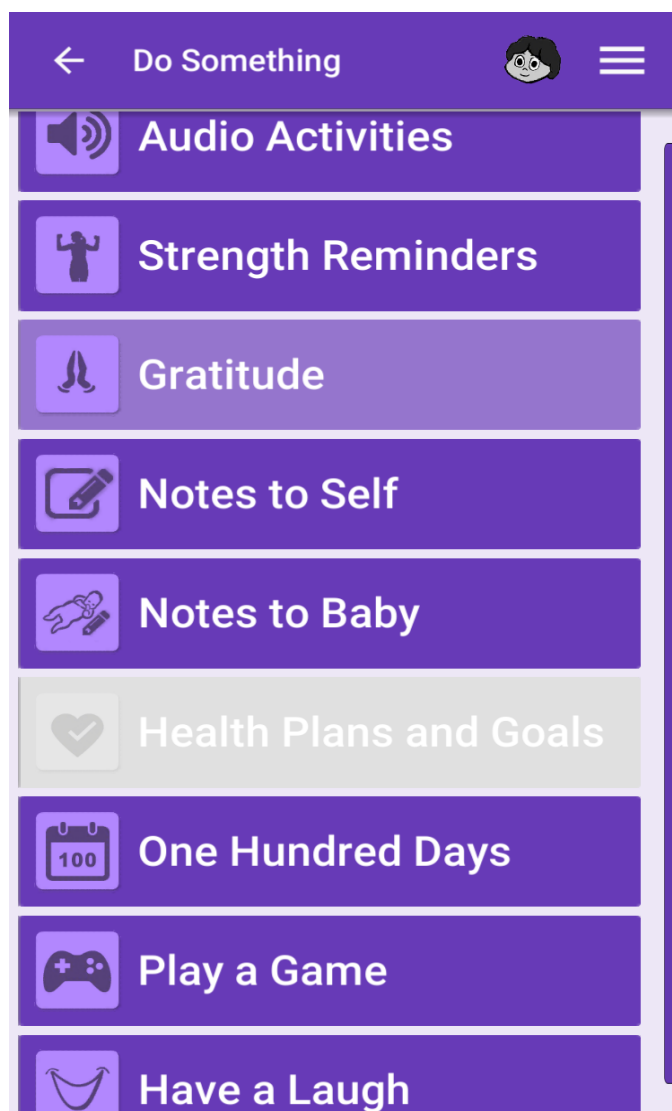 Do Something
Audio Activities
Strength Reminders
Gratitude
Notes to Self
Notes to Baby
Health Plans and Goals
100
One Hundred Days
Play a Game
Have a Laugh